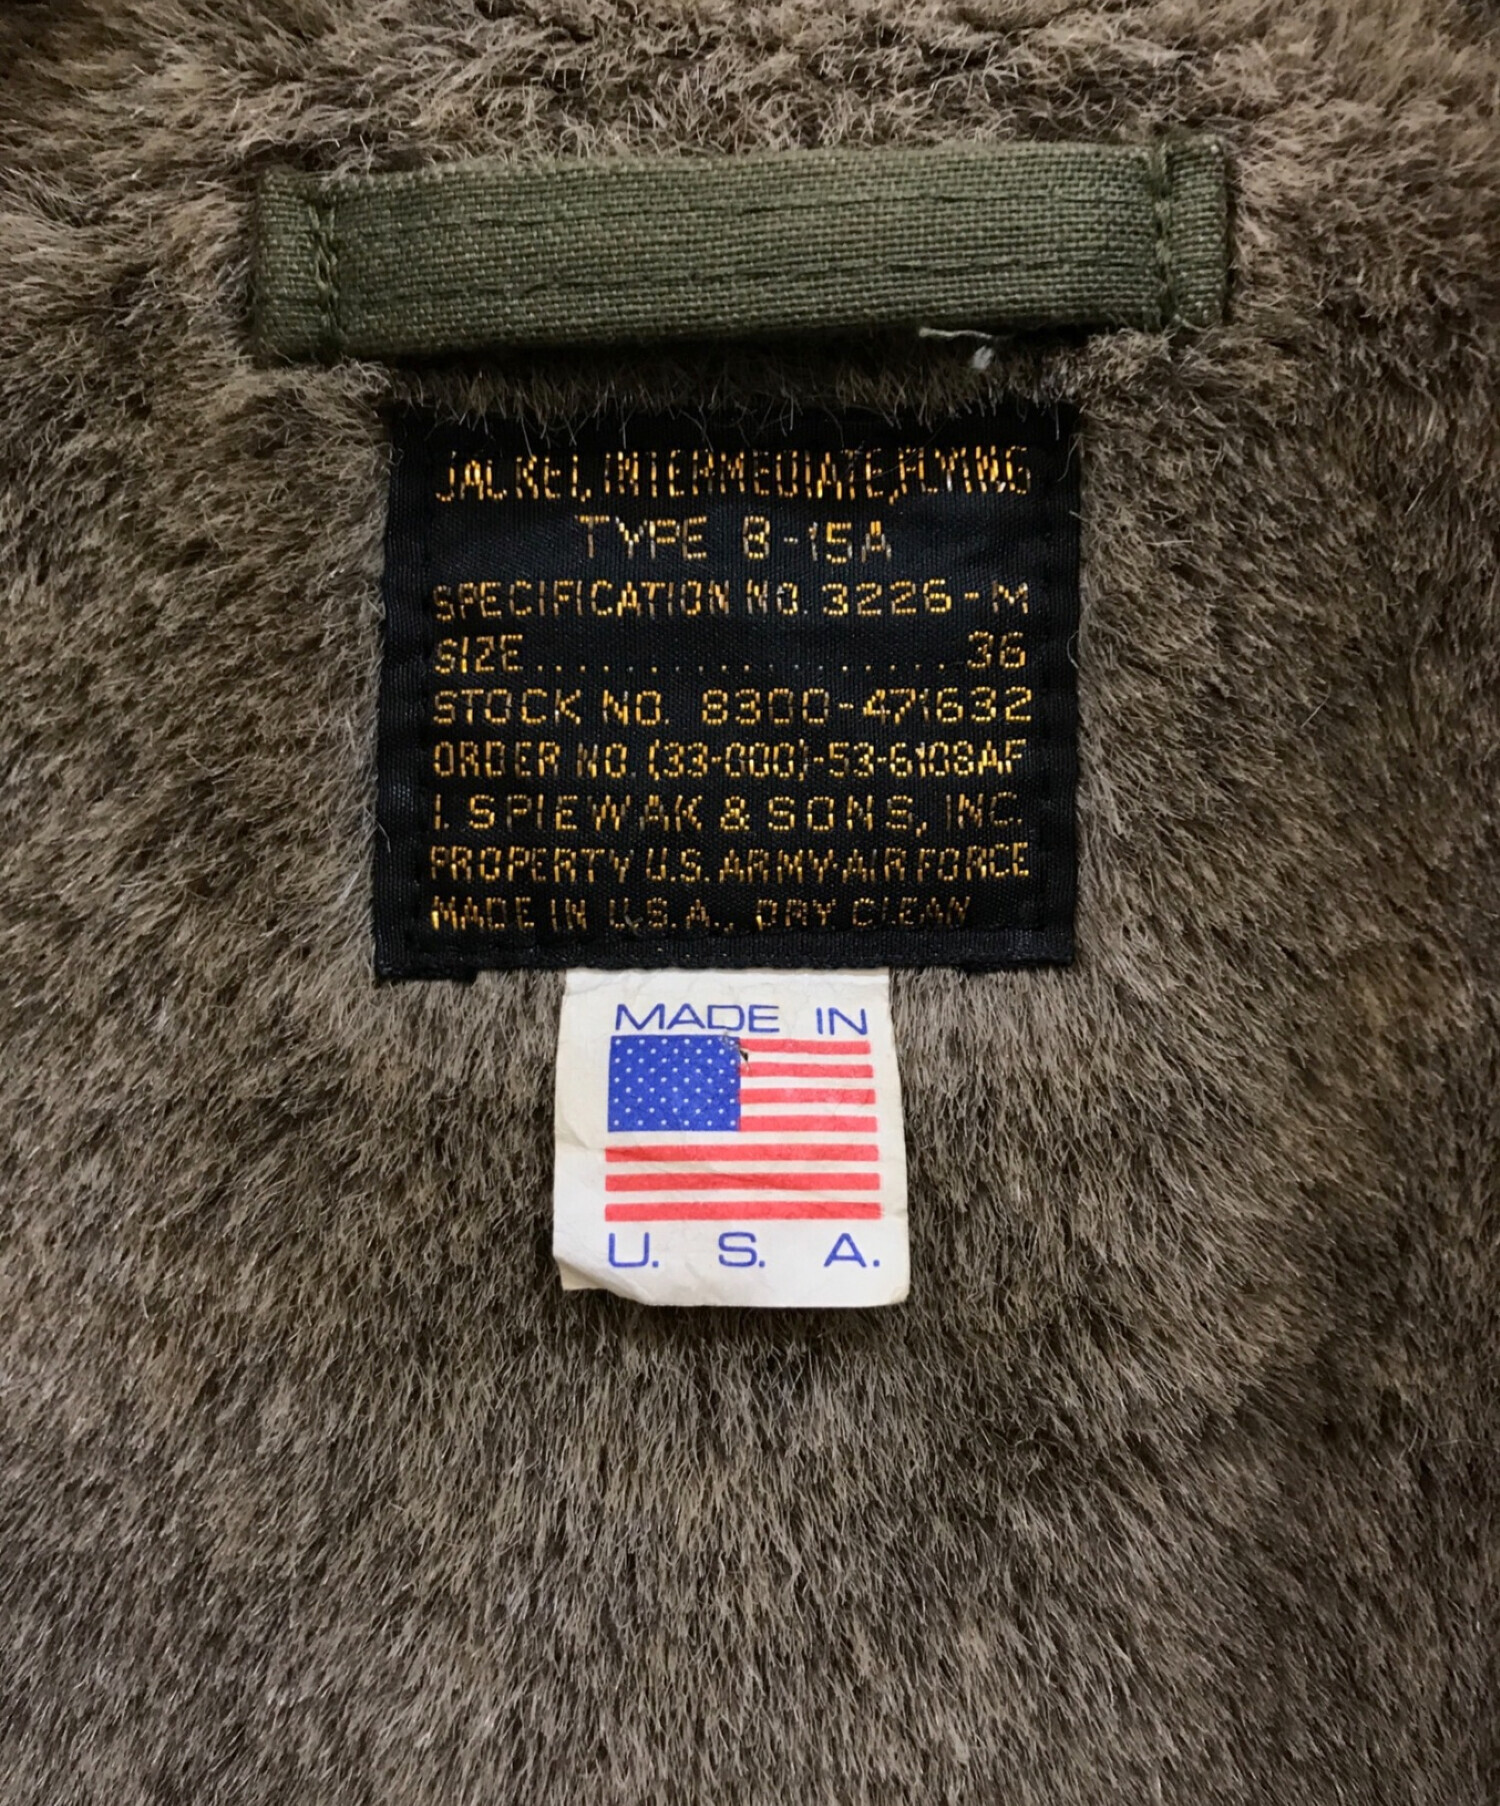 JACKET, INTERMEDIATE, FLYING
TYPE B-15A
SPECIFICATION NO. 3226-M
SIZE..................36
STOCK NO. 8300-471632
ORDER NO. (33-000)-53-6108AF
I. SPIEWAK & SONS, INC.
PROPERTY U.S. ARMY-AIR FORCE
MADE IN U.S.A., DRY CLEAN
MADE IN
U. S. A.